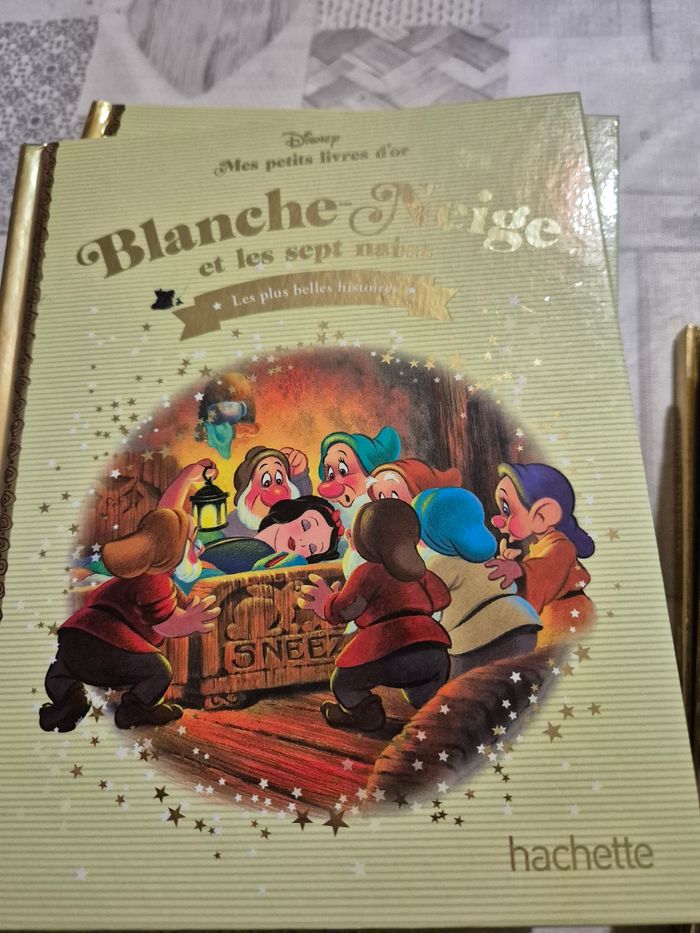 Disney
Mes petits livres d'or
Blanche-Neige
et les sept nains
★ Les plus belles histoires ★
SNEEZ
hachette